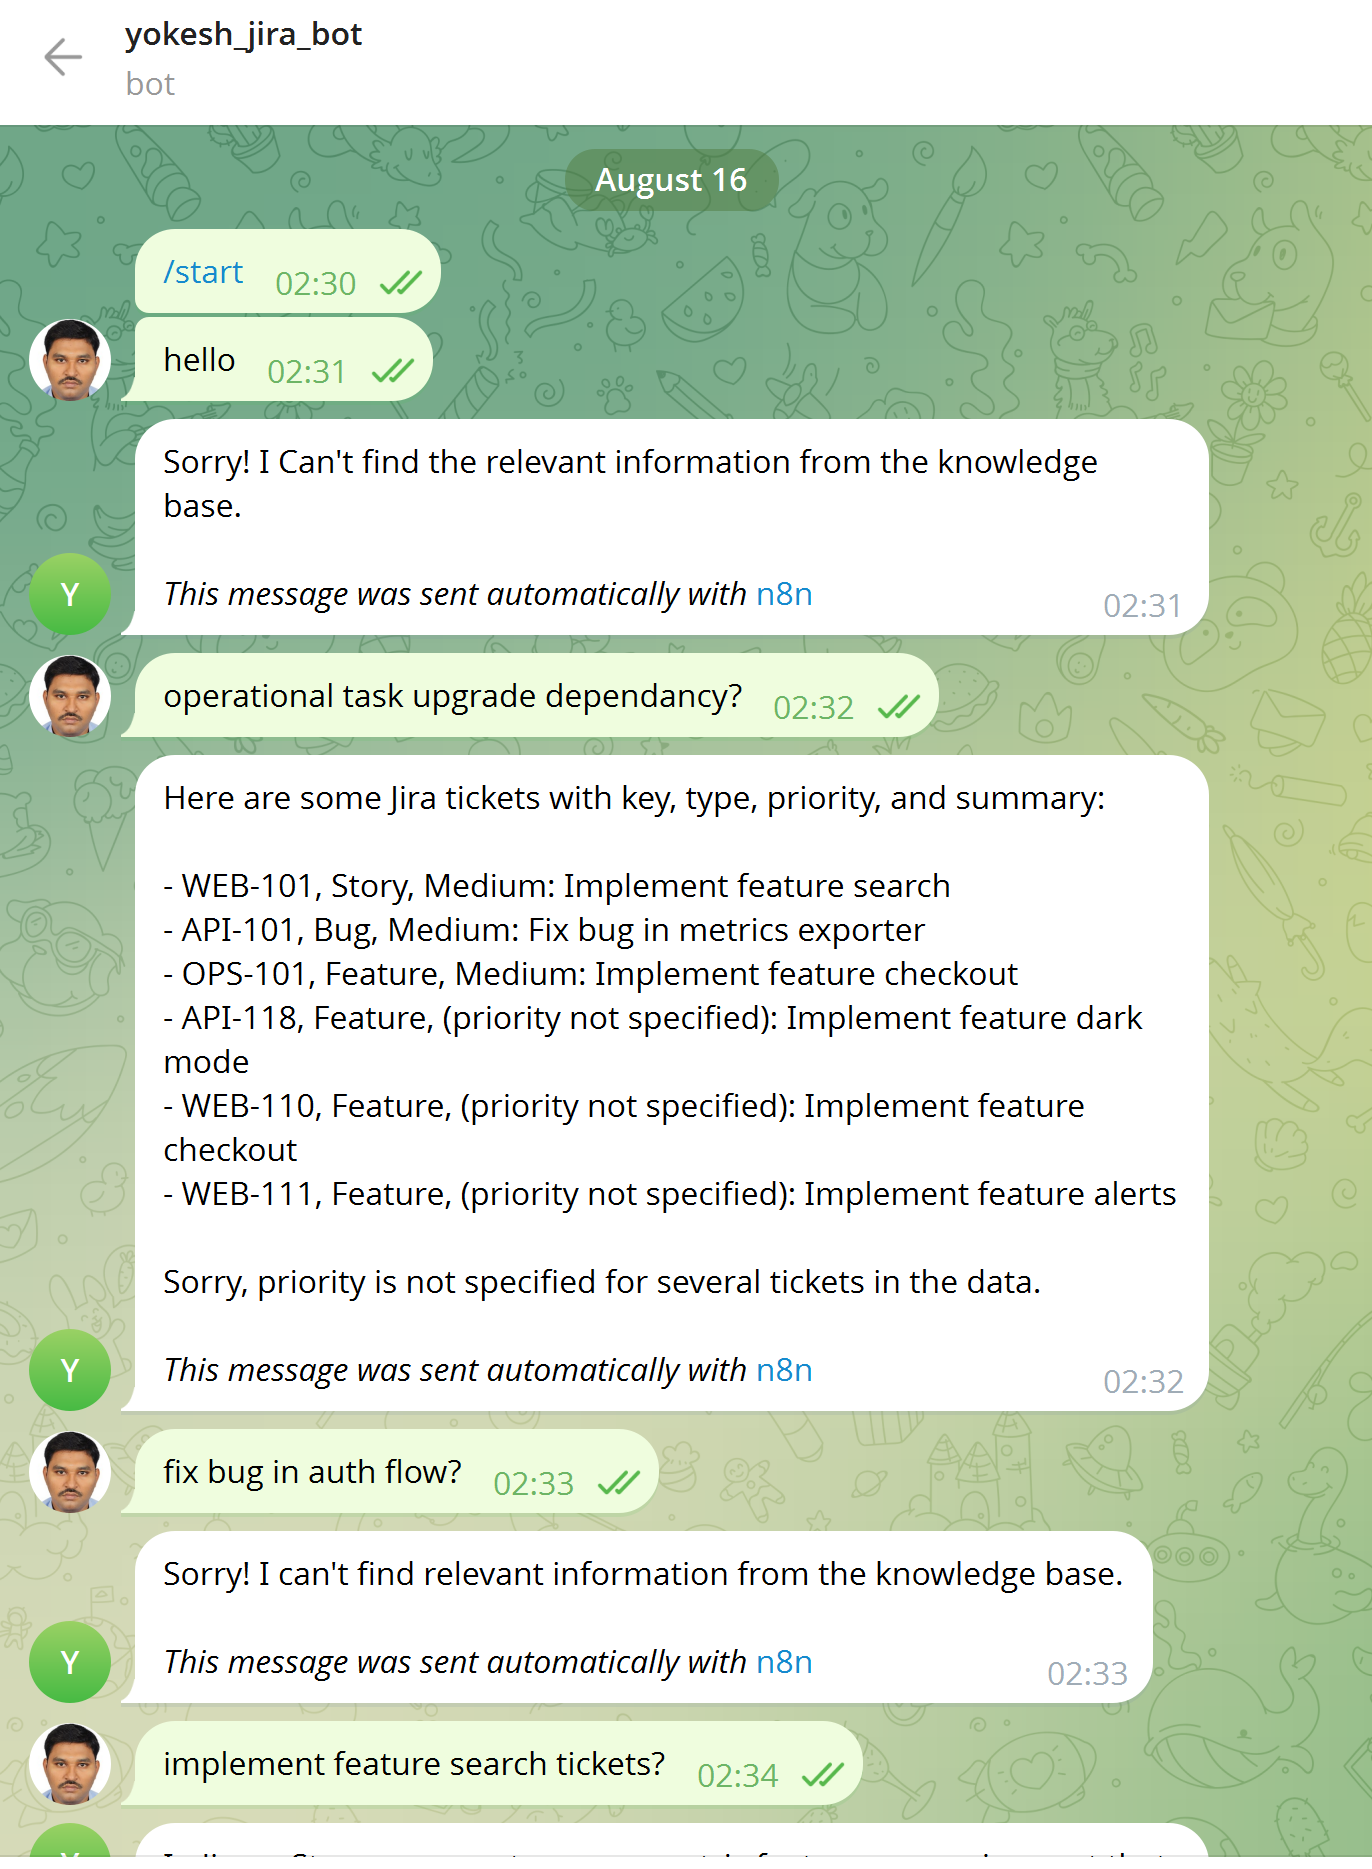 yokesh_jira_bot
bot
August 16
/start 02:30
hello 02:31
Sorry! I Can't find the relevant information from the knowledge
base.
This message was sent automatically with n8n
02:31
Y
operational task upgrade dependancy? 02:32
Here are some Jira tickets with key, type, priority, and summary:
- WEB-101, Story, Medium: Implement feature search
- API-101, Bug, Medium: Fix bug in metrics exporter
- OPS-101, Feature, Medium: Implement feature checkout
- API-118, Feature, (priority not specified): Implement feature dark
mode
- WEB-110, Feature, (priority not specified): Implement feature
checkout
- WEB-111, Feature, (priority not specified): Implement feature alerts
Sorry, priority is not specified for several tickets in the data.
This message was sent automatically with n8n
02:32
Y
fix bug in auth flow? 02:33
Sorry! I can't find relevant information from the knowledge base.
This message was sent automatically with n8n
02:33
Y
implement feature search tickets? 02:34